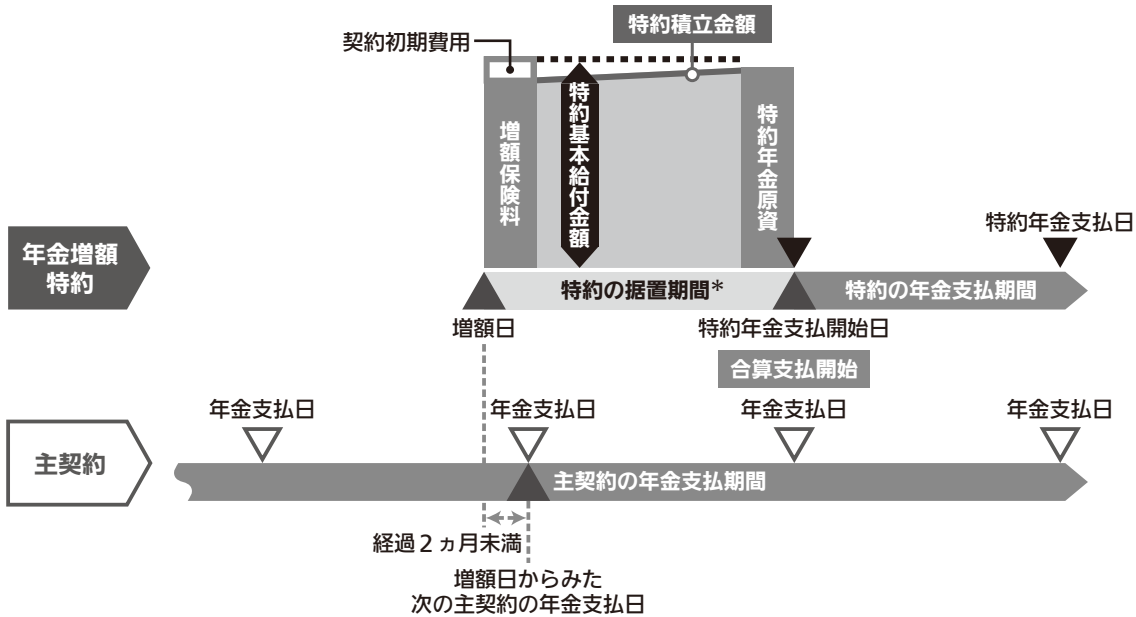 契約初期費用
特約積立金額
増額保険料
特約基本給付金額
特約年金原資
年金増額
特約
特約年金支払日
特約の据置期間*
特約の年金支払期間
増額日
特約年金支払開始日
合算支払開始
年金支払日
年金支払日
年金支払日
年金支払日
主契約
主契約の年金支払期間
経過2ヵ月未満
増額日からみた
次の主契約の年金支払日